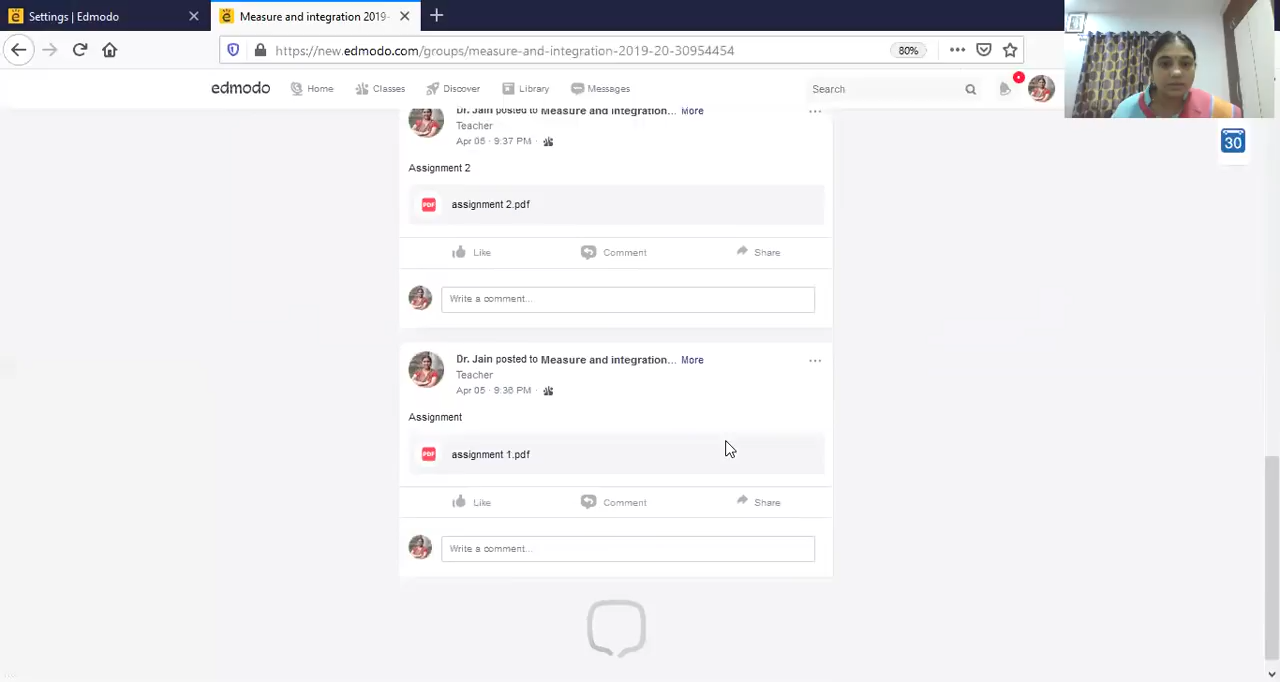 Settings | Edmodo
Measure and integration 2019-
https://new.edmodo.com/groups/measure-and-integration-2019-20-30954454
80%
edmodo
Home
Classes
Discover
Library
Messages
Search
30
Dr. Jain posted to Measure and integration... More
Teacher
Apr 05 · 9:37 PM ·
Assignment 2
PDF
assignment 2.pdf
Like
Comment
Share
Write a comment...
Dr. Jain posted to Measure and integration... More
Teacher
Apr 05 · 9:36 PM ·
Assignment
PDF
assignment 1.pdf
Like
Comment
Share
Write a comment...